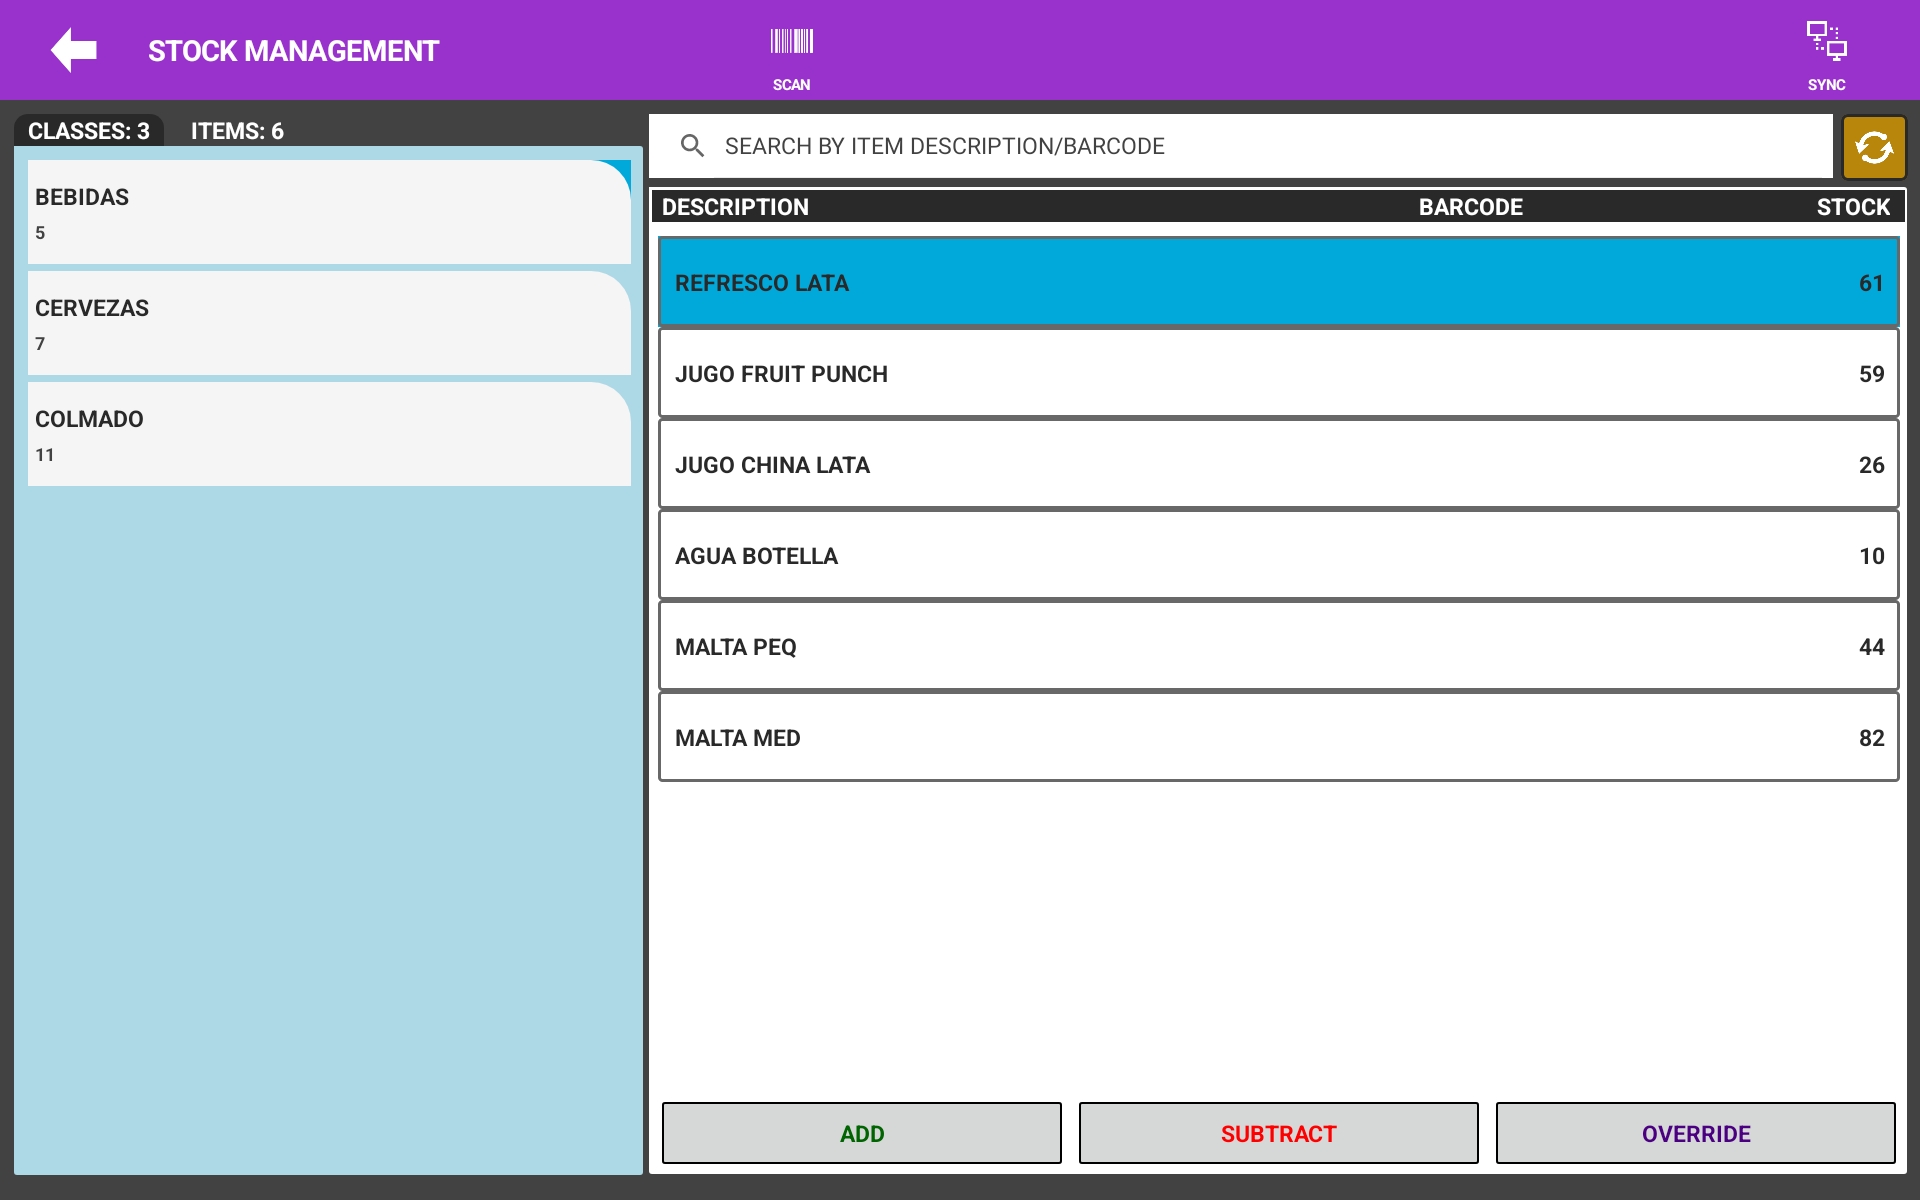 STOCK MANAGEMENT
SCAN
SYNC
CLASSES: 3
ITEMS: 6
BEBIDAS
5
CERVEZAS
7
COLMADO
11
SEARCH BY ITEM DESCRIPTION/BARCODE
DESCRIPTION BARCODE STOCK
REFRESCO LATA 61
JUGO FRUIT PUNCH 59
JUGO CHINA LATA 26
AGUA BOTELLA 10
MALTA PEQ 44
MALTA MED 82
ADD SUBTRACT OVERRIDE